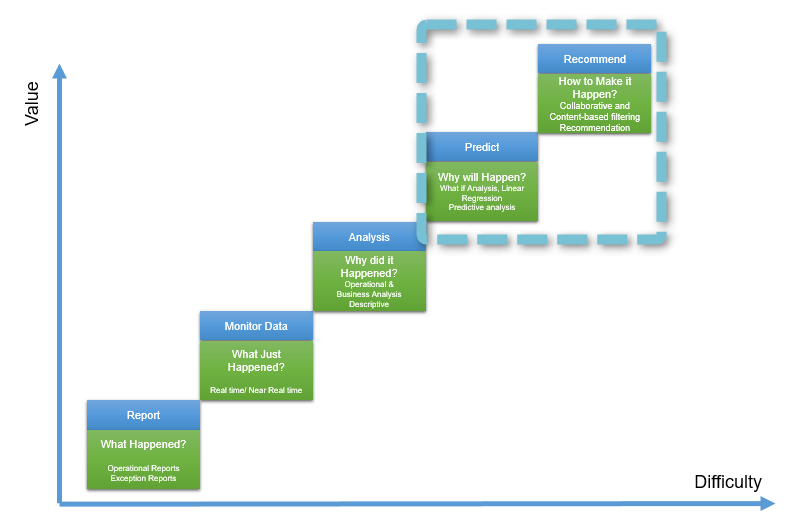 Value
Recommend
How to Make it
Happen?
Collaborative and
Content-based filtering
Recommendation
Predict
Why will Happen?
What if Analysis, Linear
Regression
Predictive analysis
Analysis
Why did it
Happened?
Operational &
Business Analysis
Descriptive
Monitor Data
What Just
Happened?
Real time/ Near Real time
Report
What Happened?
Operational Reports
Exception Reports
Difficulty